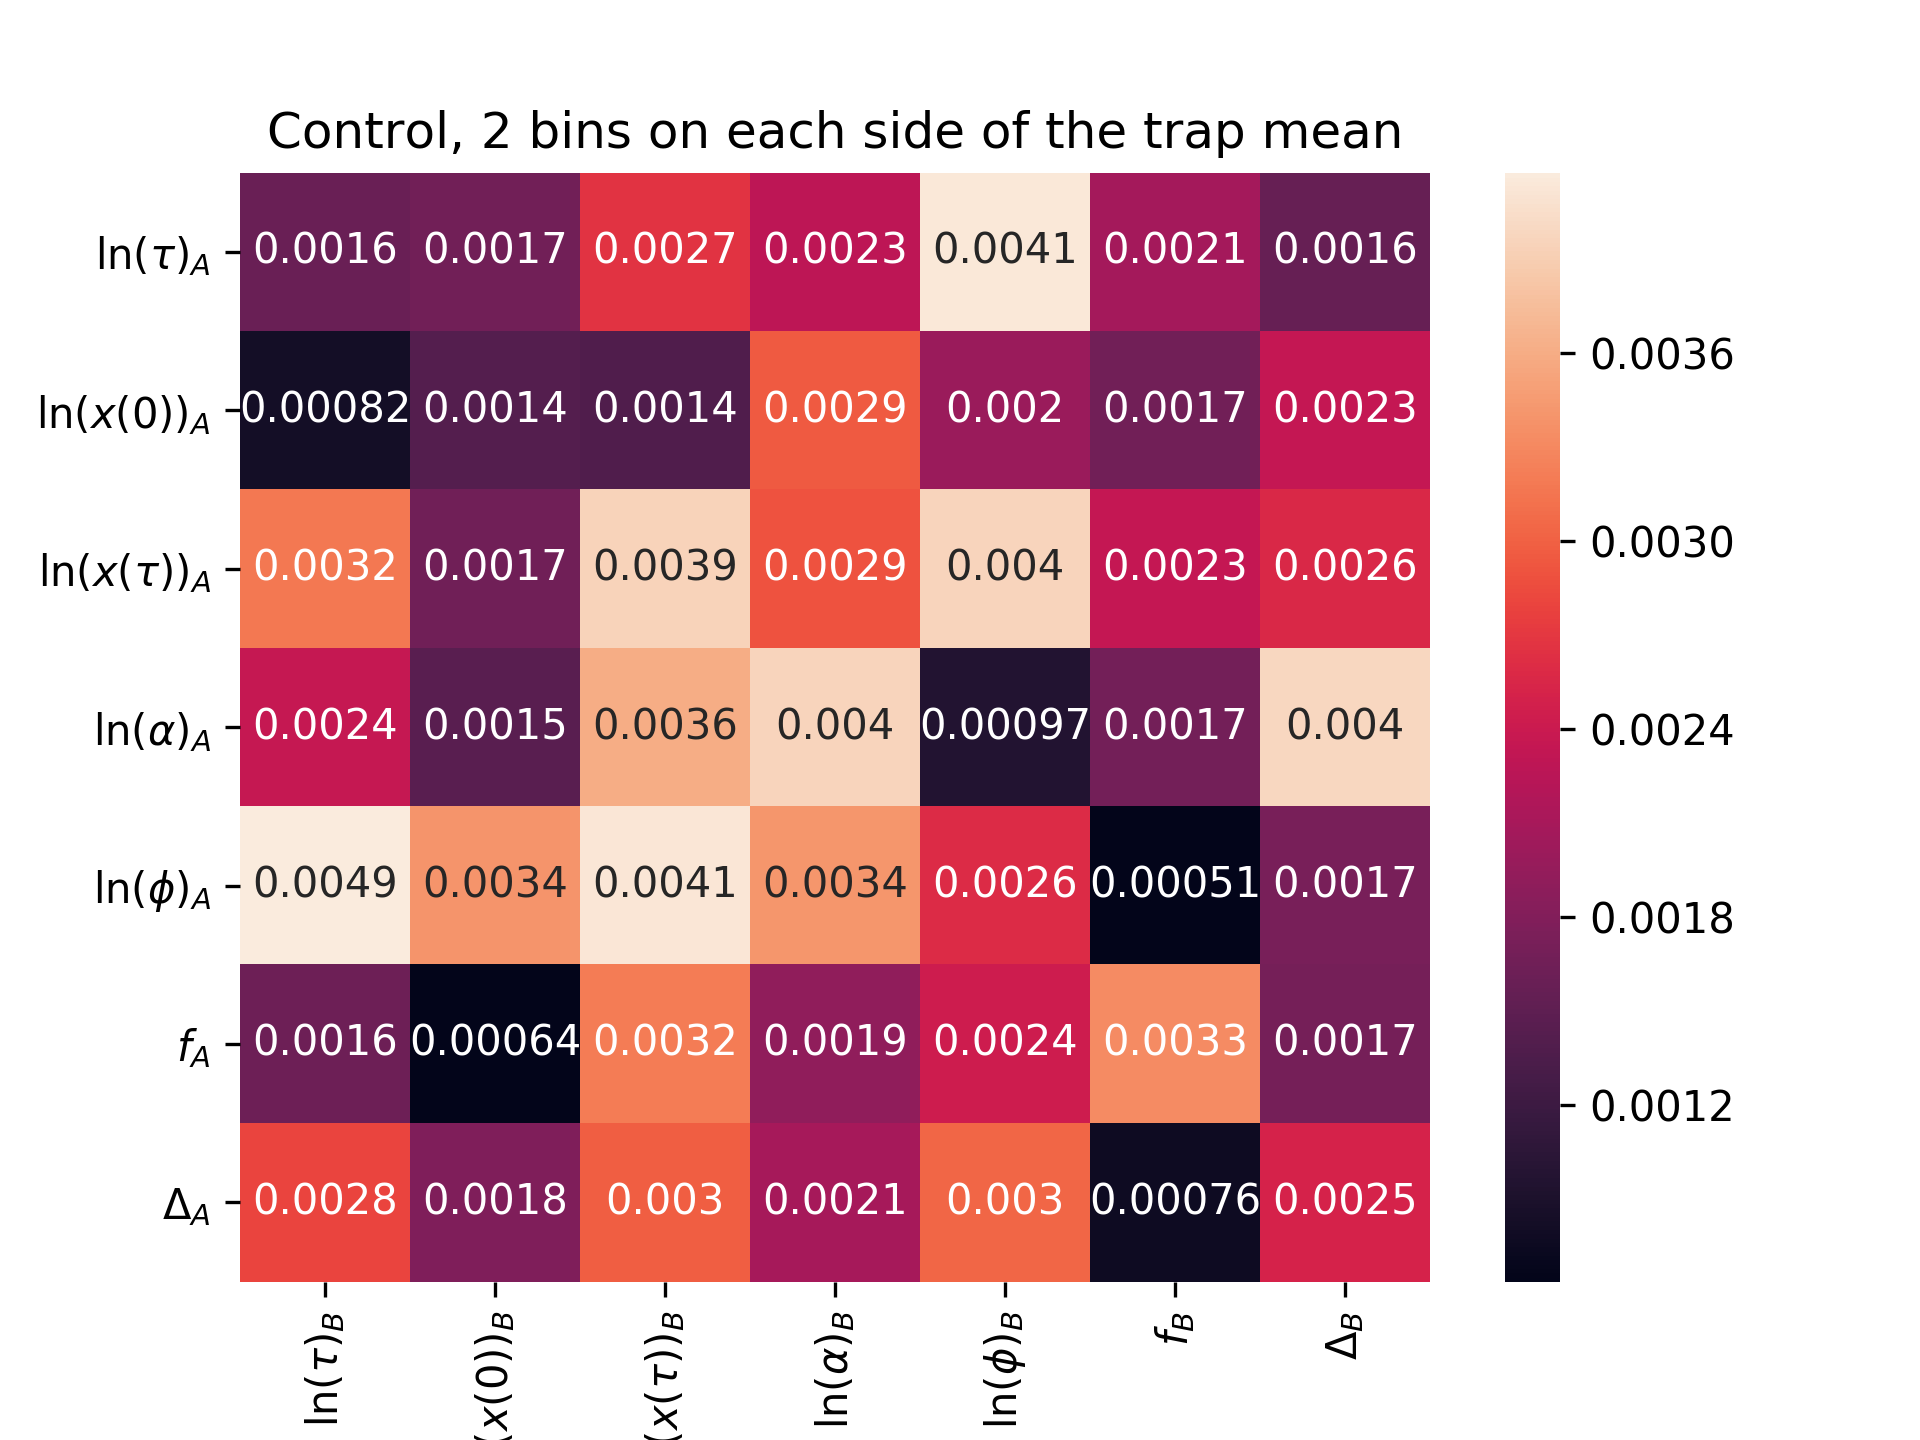 Control, 2 bins on each side of the trap mean
ln(τ)A 0.0016 0.0017 0.0027 0.0023 0.0041 0.0021 0.0016
ln(x(0))A 0.00082 0.0014 0.0014 0.0029 0.002 0.0017 0.0023
ln(x(τ))A 0.0032 0.0017 0.0039 0.0029 0.004 0.0023 0.0026
ln(α)A 0.0024 0.0015 0.0036 0.004 0.00097 0.0017 0.004
ln(ϕ)A 0.0049 0.0034 0.0041 0.0034 0.0026 0.00051 0.0017
fA 0.0016 0.00064 0.0032 0.0019 0.0024 0.0033 0.0017
ΔA 0.0028 0.0018 0.003 0.0021 0.003 0.00076 0.0025
ln(τ)B (x(0))B (x(τ))B ln(α)B ln(ϕ)B fB ΔB
0.0036
0.0030
0.0024
0.0018
0.0012